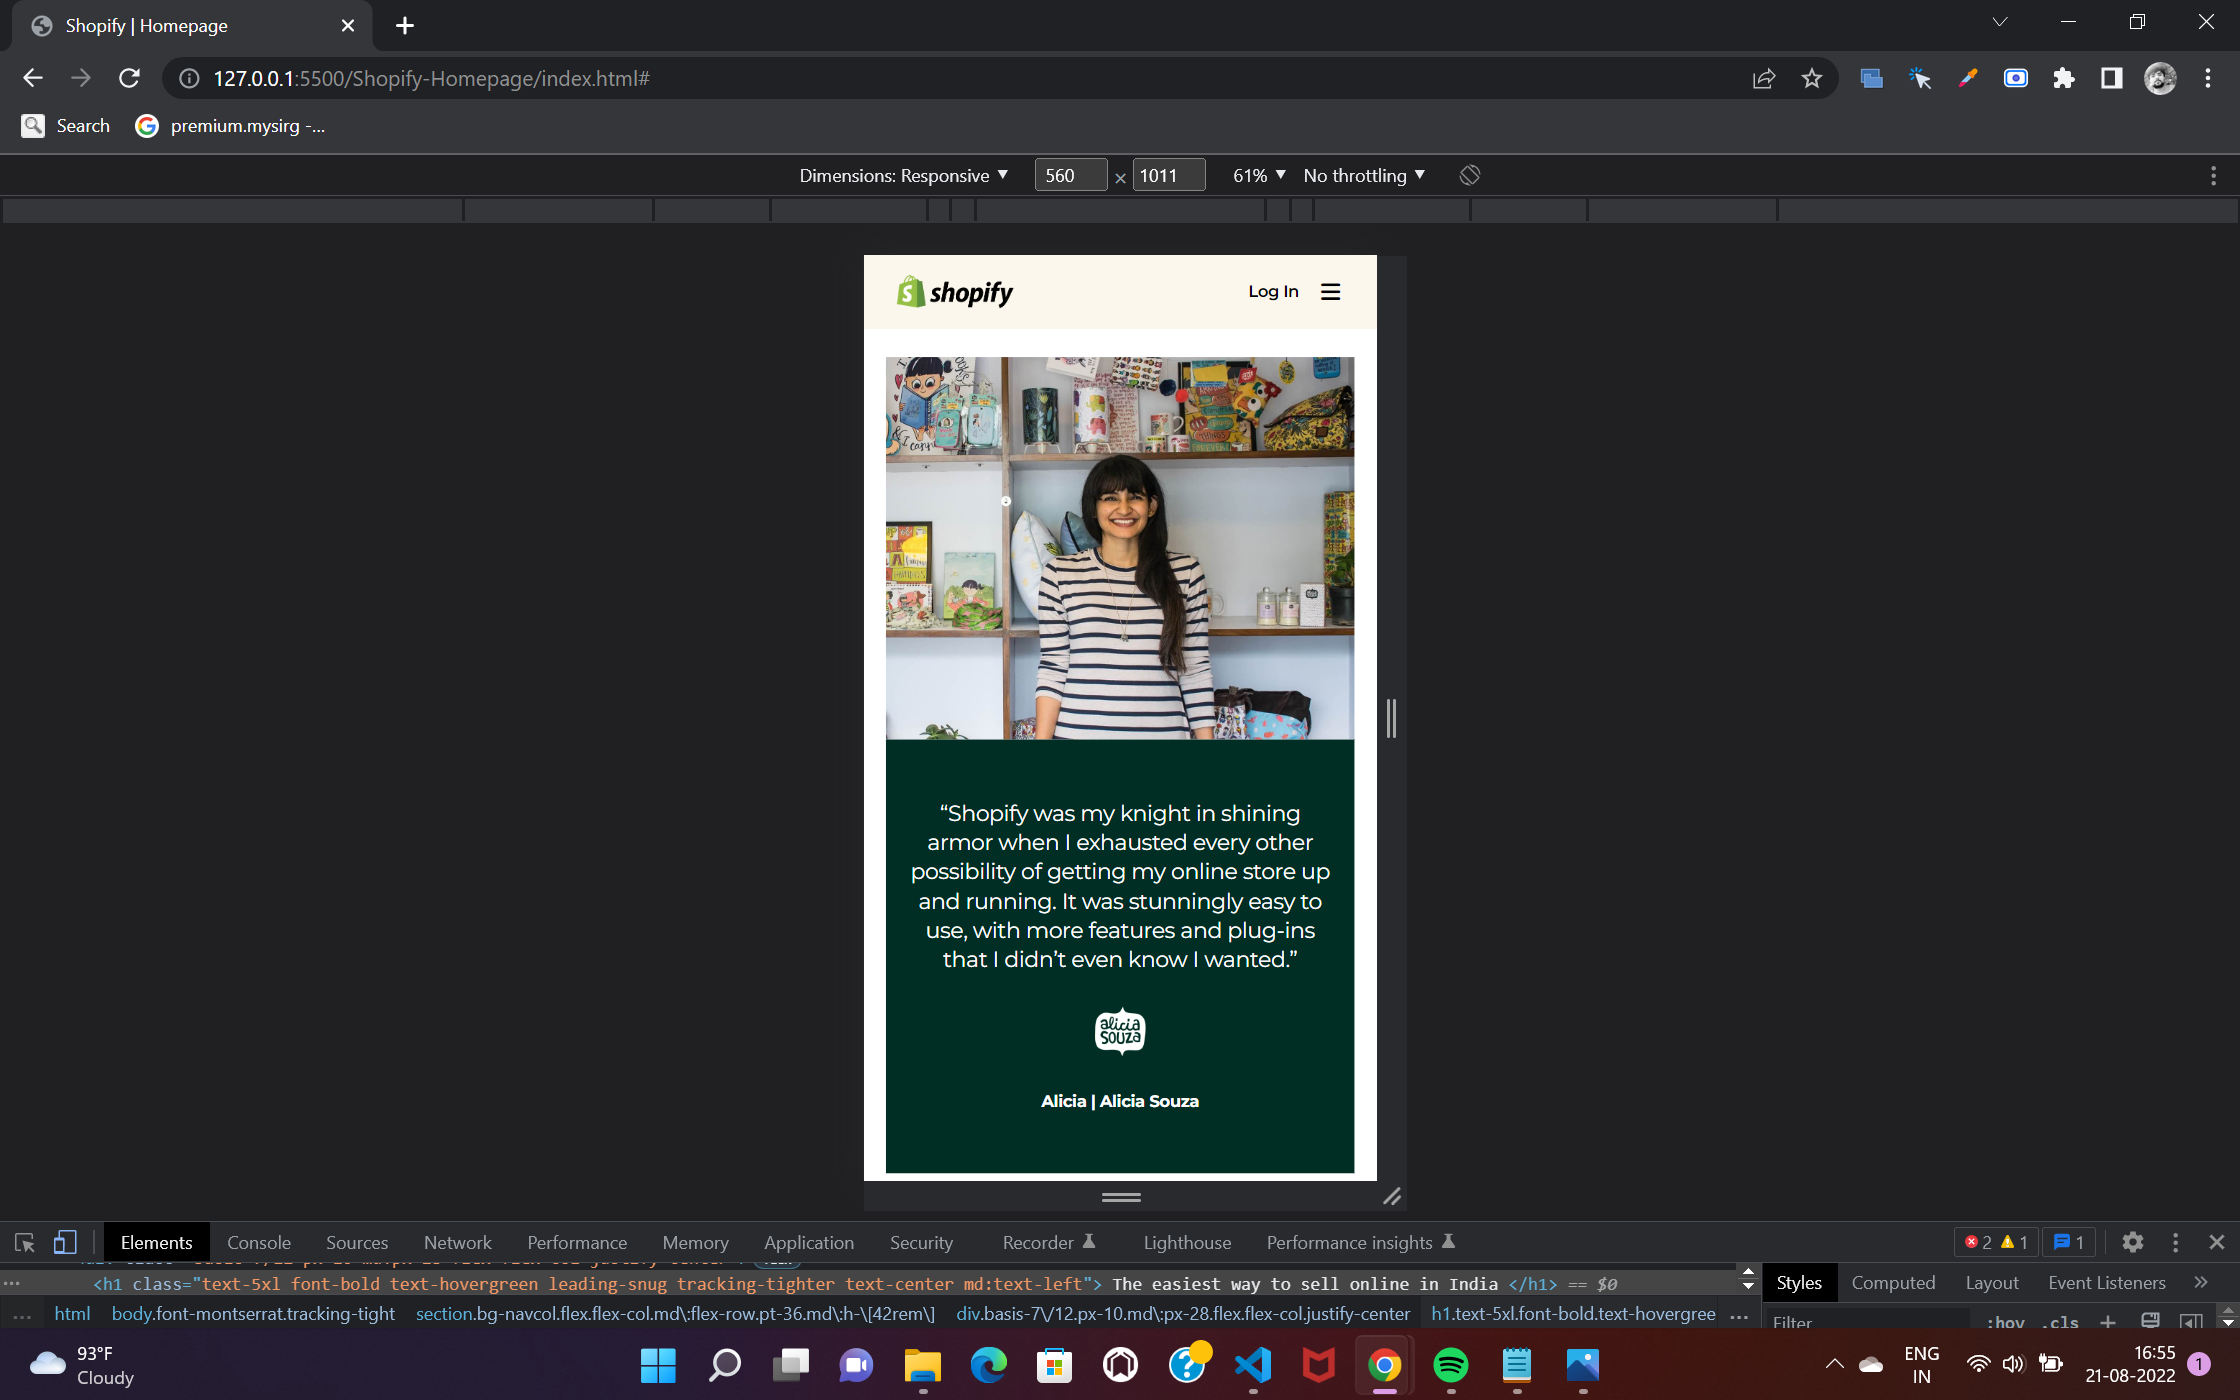 Shopify | Homepage
127.0.0.1:5500/Shopify-Homepage/index.html#
Search
premium.mysirg -...
Dimensions: Responsive
560 × 1011
61%
No throttling
shopify
Log In
“Shopify was my knight in shining
armor when I exhausted every other
possibility of getting my online store up
and running. It was stunningly easy to
use, with more features and plug-ins
that I didn’t even know I wanted.”
alicia
souza
Alicia | Alicia Souza
Elements
Console
Sources
Network
Performance
Memory
Application
Security
Recorder
Lighthouse
Performance insights
2
1
1
<h1 class="text-5xl font-bold text-hovergreen leading-snug tracking-tighter text-center md:text-left"> The easiest way to sell online in India </h1> == $0
Styles
Computed
Layout
Event Listeners
... html body.font-montserrat.tracking-tight section.bg-navcol.flex.flex-col.md\:flex-row.pt-36.md\:h-\[42rem\] div.basis-7\/12.px-10.md\:px-28.flex.flex-col.justify-center h1.text-5xl.font-bold.text-hovergree ...
Filter
:hov
.cls
93°F
Cloudy
ENG
IN
16:55
21-08-2022
1